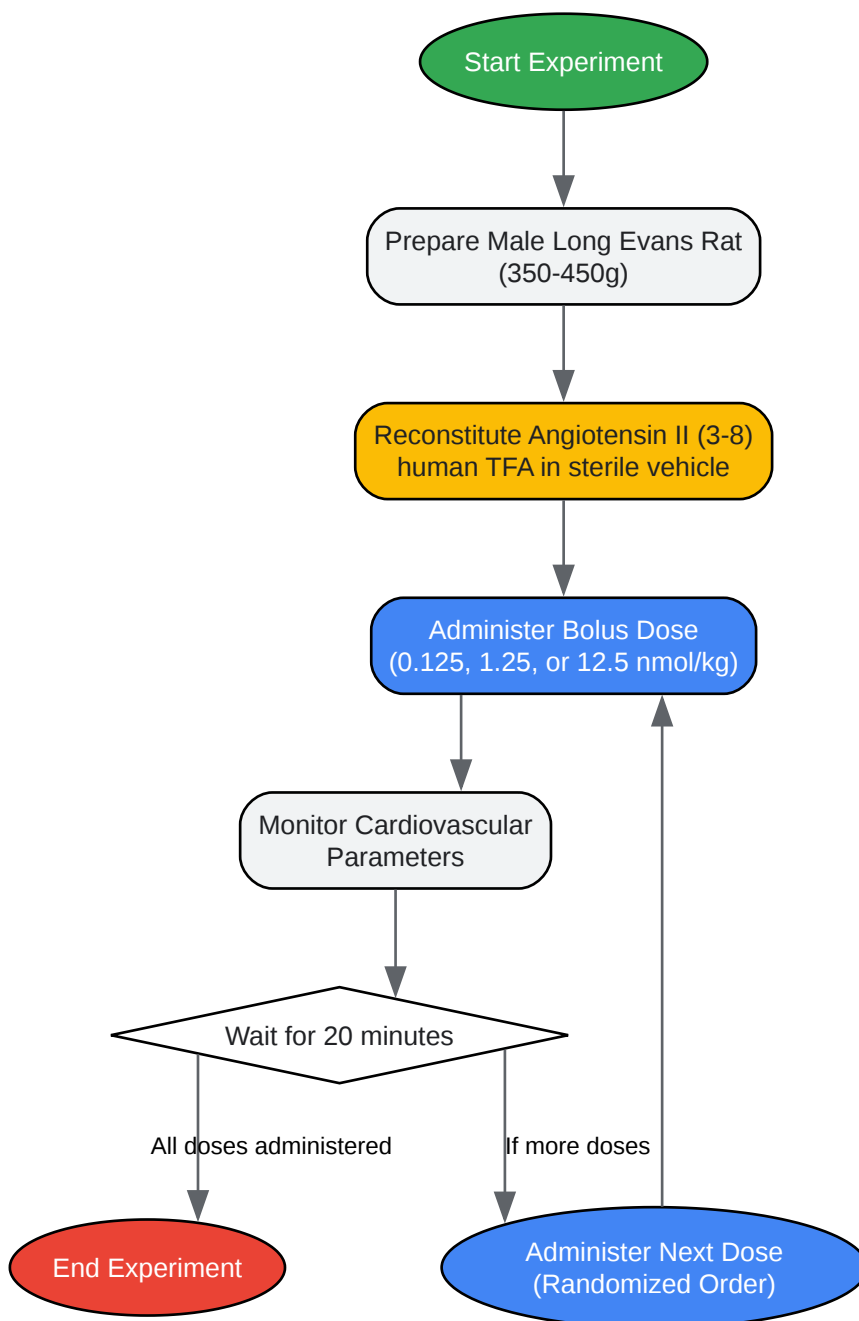 Start Experiment
Prepare Male Long Evans Rat
(350-450g)
Reconstitute Angiotensin II (3-8)
human TFA in sterile vehicle
Administer Bolus Dose
(0.125, 1.25, or 12.5 nmol/kg)
Monitor Cardiovascular
Parameters
Wait for 20 minutes
All doses administered
If more doses
End Experiment
Administer Next Dose
(Randomized Order)